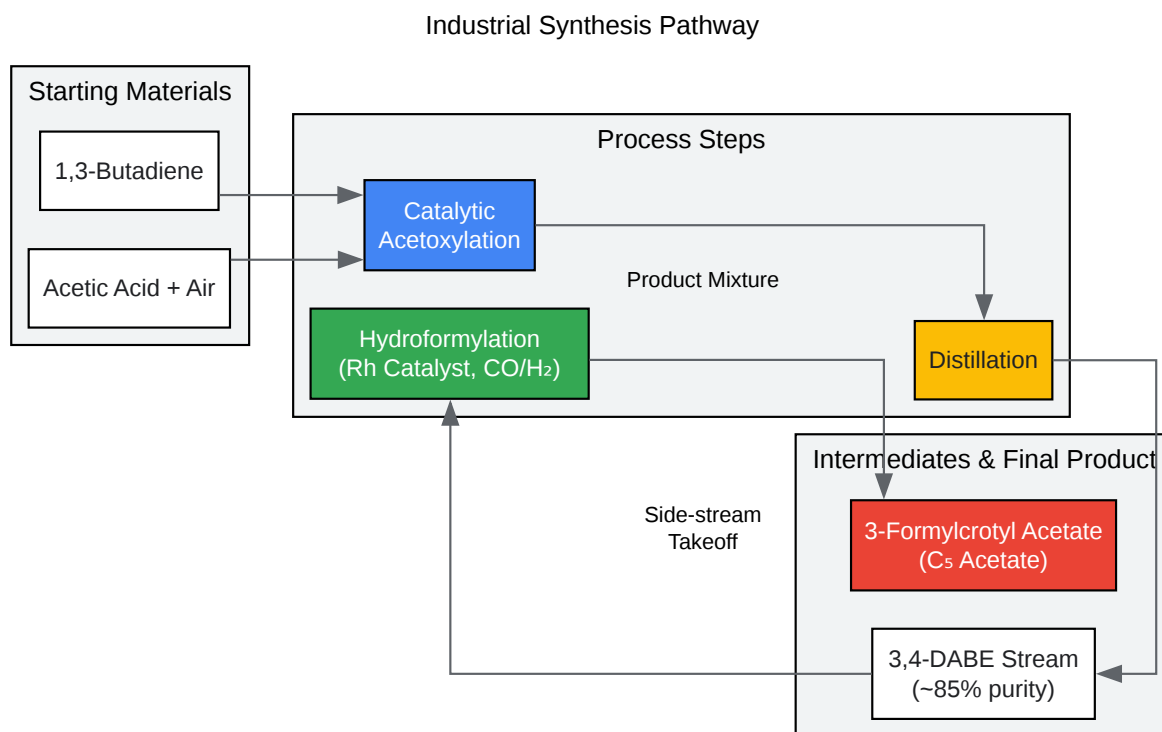 Industrial Synthesis Pathway
Starting Materials
1,3-Butadiene
Acetic Acid + Air
Process Steps
Catalytic
Acetoxylation
Product Mixture
Hydroformylation
(Rh Catalyst, CO/H₂)
Distillation
Intermediates & Final Product
Side-stream
Takeoff
3-Formylcrotyl Acetate
(C₅ Acetate)
3,4-DABE Stream
(~85% purity)